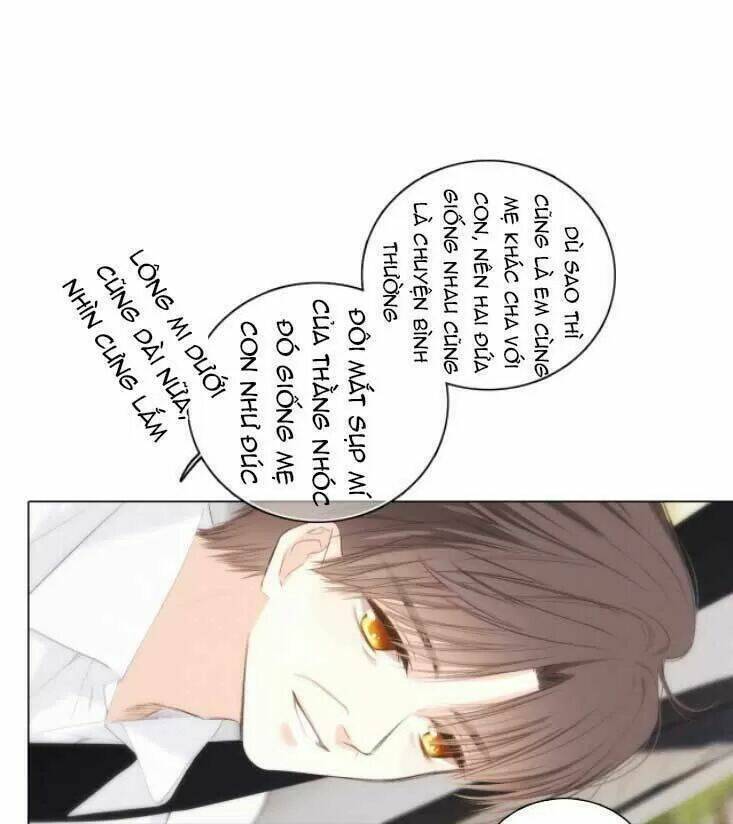 DÙ SAO THÌ
CŨNG LÀ EM CÙNG
MẸ KHÁC CHA VỚI
CON, NÊN HAI ĐỨA
GIỐNG NHAU CŨNG
LÀ CHUYỆN BÌNH
THƯỜNG
ĐÔI MẮT SỤP MÍ
CỦA THẰNG NHÓC
ĐÓ GIỐNG MẸ
CON NHƯ ĐÚC
LÔNG MI DƯỚI
CŨNG DÀI NỮA,
NHÌN CƯNG LẮM